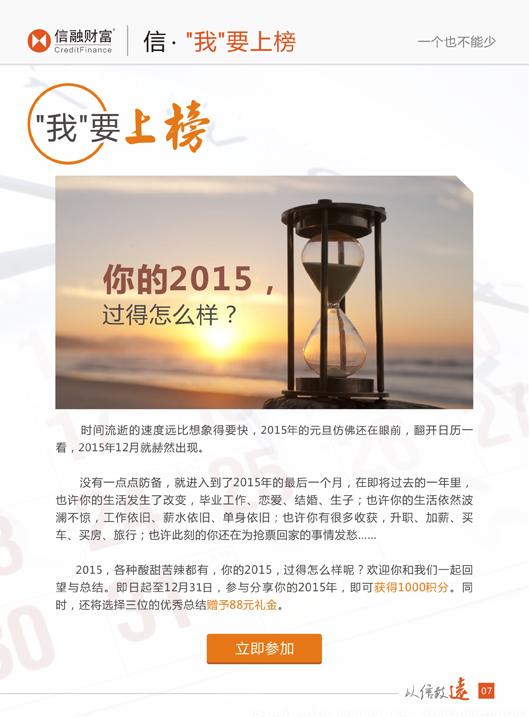 信融财富®
CreditFinance
信·"我"要上榜
一个也不能少
"我"要上榜
你的2015，
过得怎么样？
时间流逝的速度远比想象得要快，2015年的元旦仿佛还在眼前，翻开日历一
看，2015年12月就赫然出现。
没有一点点防备，就进入到了2015年的最后一个月，在即将过去的一年里，
也许你的生活发生了改变，毕业工作、恋爱、结婚、生子；也许你的生活依然波
澜不惊，工作依旧、薪水依旧、单身依旧；也许你有很多收获，升职、加薪、买
车、买房、旅行；也许此刻的你还在为抢票回家的事情发愁……
2015，各种酸甜苦辣都有，你的2015，过得怎么样呢？欢迎你和我们一起回
望与总结。即日起至12月31日，参与分享你的2015年，即可获得1000积分。同
时，还将选择三位的优秀总结赠予88元礼金。
立即参加
以信致远
07